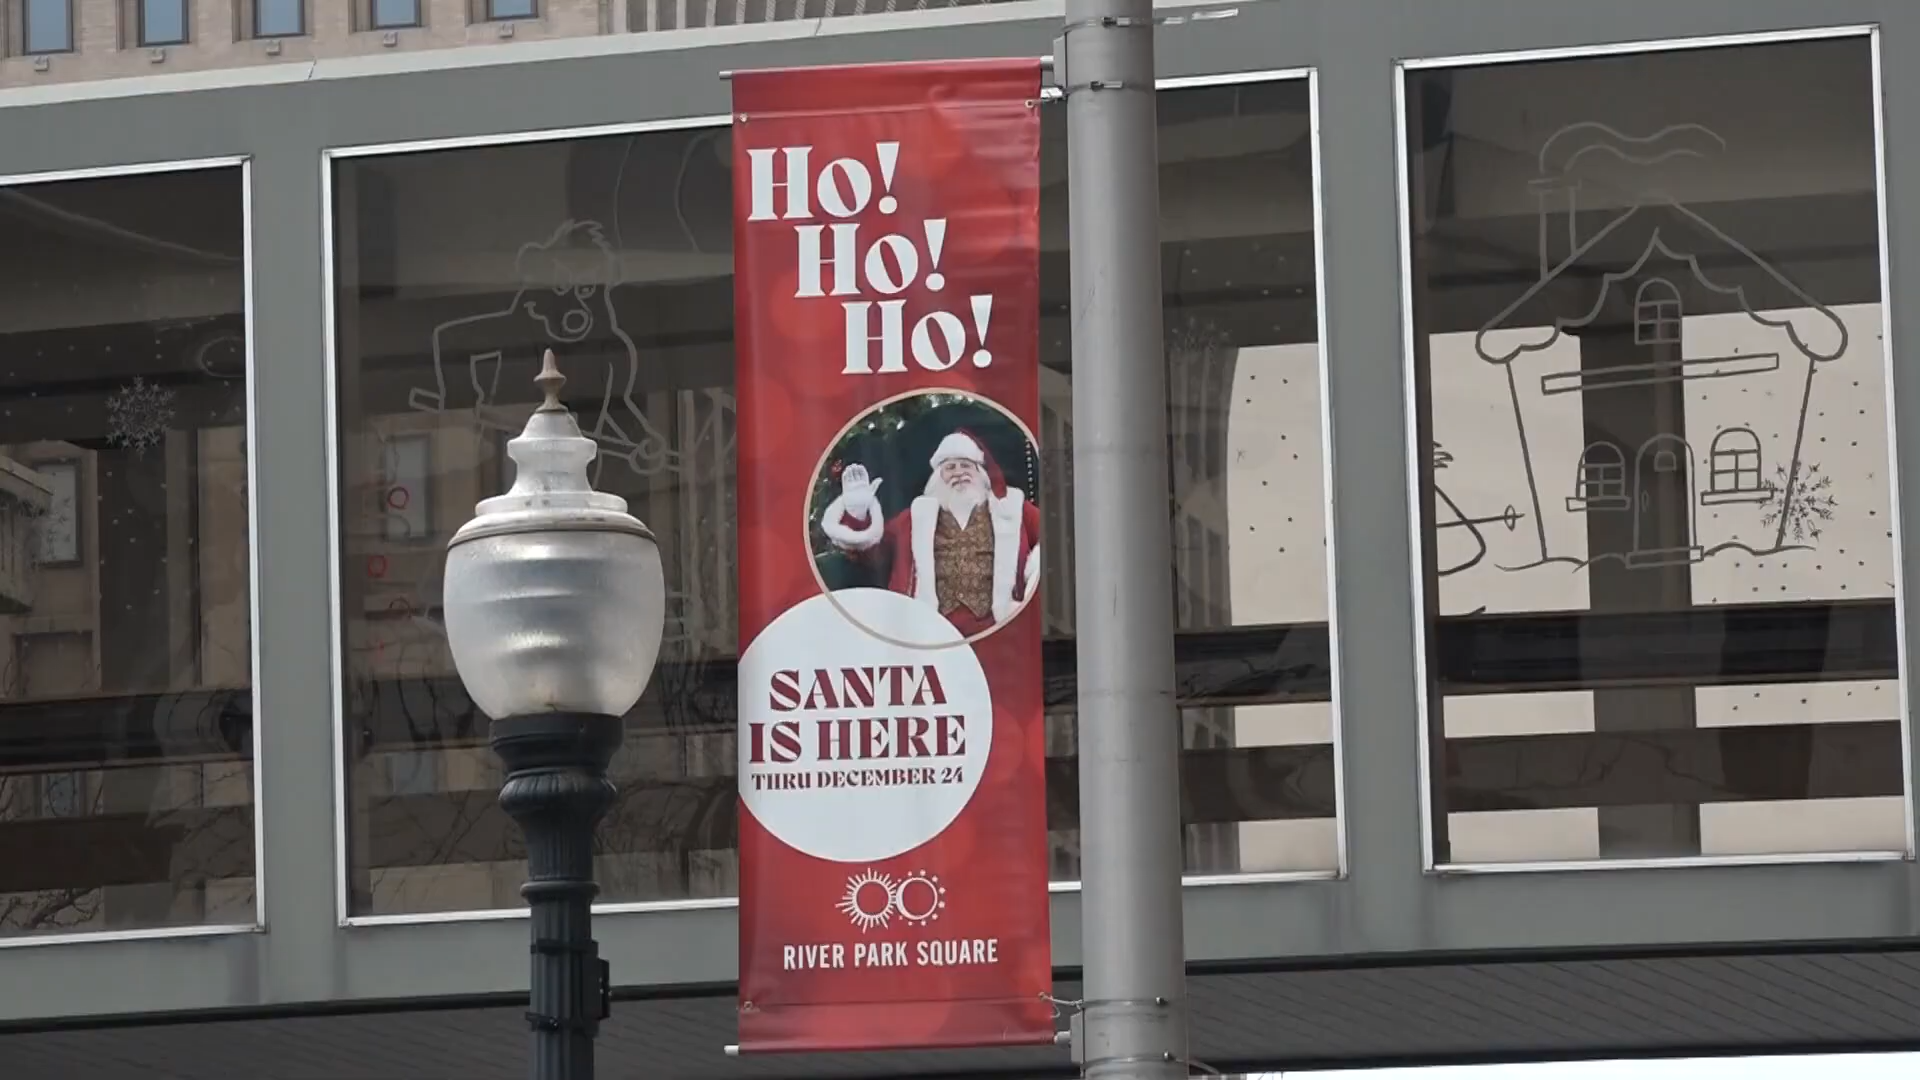 Ho!
Ho!
Ho!
SANTA
IS HERE
THRU DECEMBER 24
RIVER PARK SQUARE